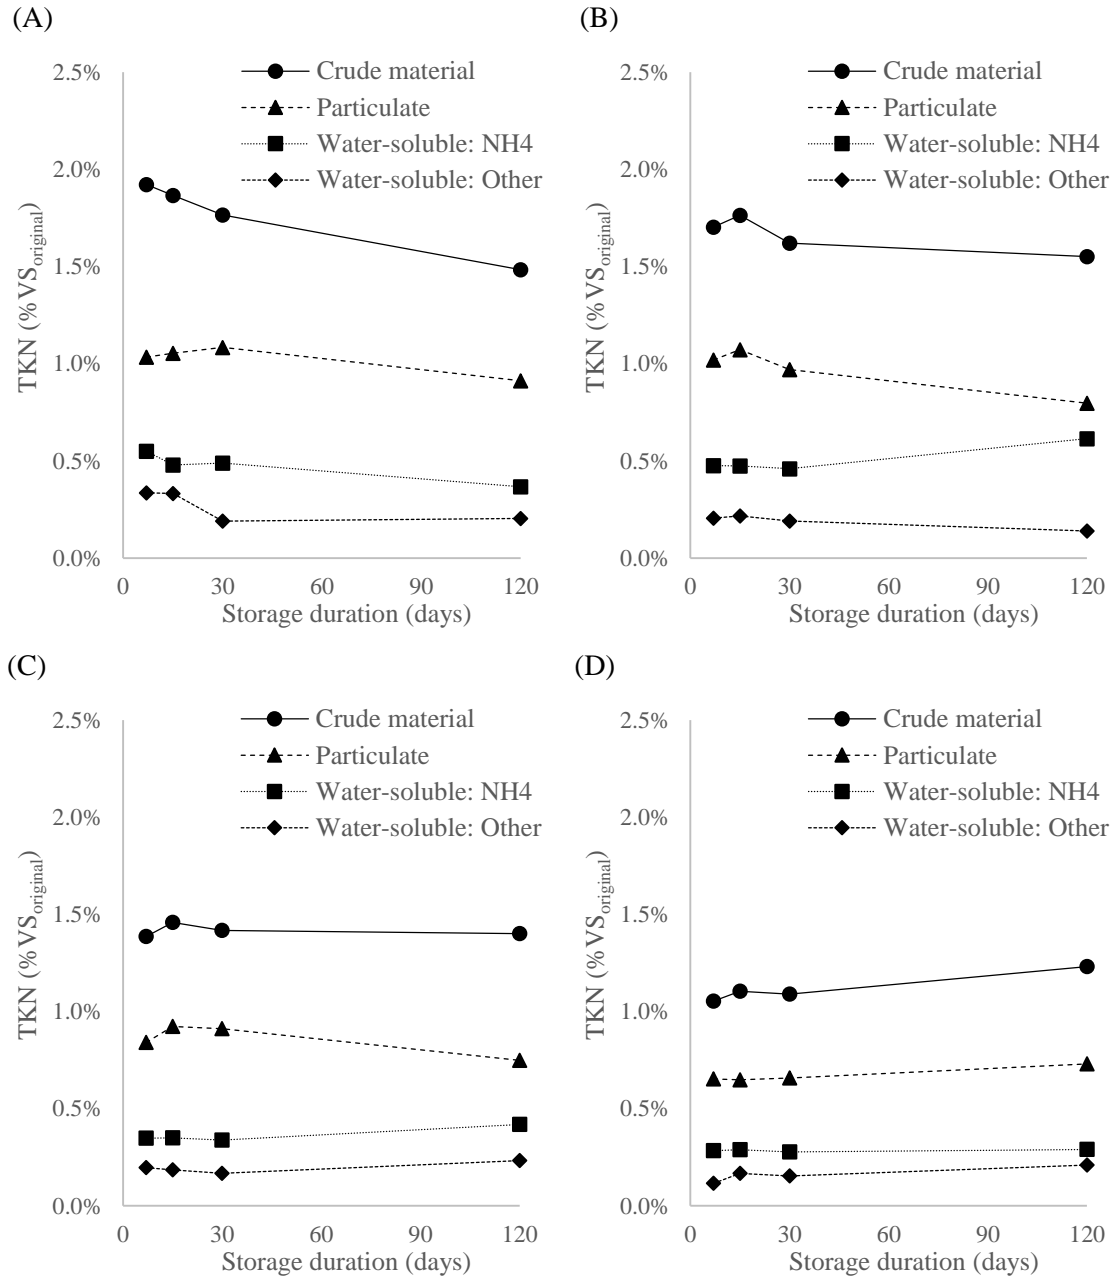 (A)
Crude material
Particulate
Water-soluble: NH4
Water-soluble: Other
2.5%
2.0%
1.5%
1.0%
0.5%
0.0%
TKN (%VSoriginal)
0 30 60 90 120
Storage duration (days)
(B)
Crude material
Particulate
Water-soluble: NH4
Water-soluble: Other
2.5%
2.0%
1.5%
1.0%
0.5%
0.0%
TKN (%VSoriginal)
0 30 60 90 120
Storage duration (days)
(C)
Crude material
Particulate
Water-soluble: NH4
Water-soluble: Other
2.5%
2.0%
1.5%
1.0%
0.5%
0.0%
TKN (%VSoriginal)
0 30 60 90 120
Storage duration (days)
(D)
Crude material
Particulate
Water-soluble: NH4
Water-soluble: Other
2.5%
2.0%
1.5%
1.0%
0.5%
0.0%
TKN (%VSoriginal)
0 30 60 90 120
Storage duration (days)